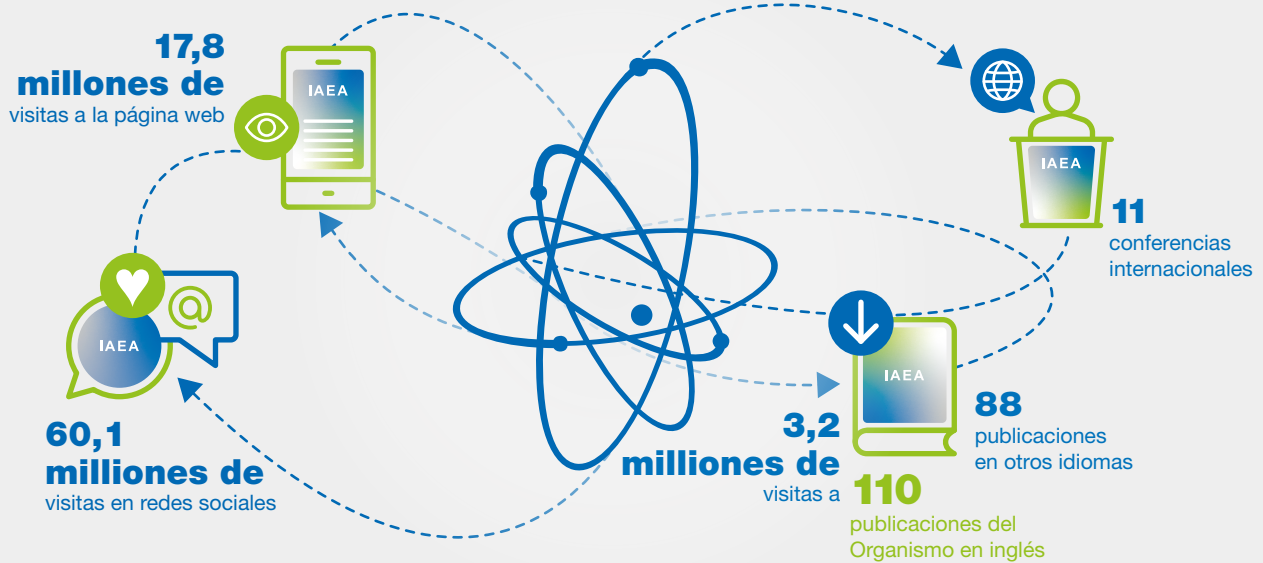 17,8
millones de
visitas a la página web
IAEA
IAEA
11
conferencias
internacionales
IAEA
@
60,1
milliones de
visitas en redes sociales
IAEA
3,2
milliones de
visitas a
88
publicaciones
en otros idiomas
110
publicaciones del
Organismo en inglés